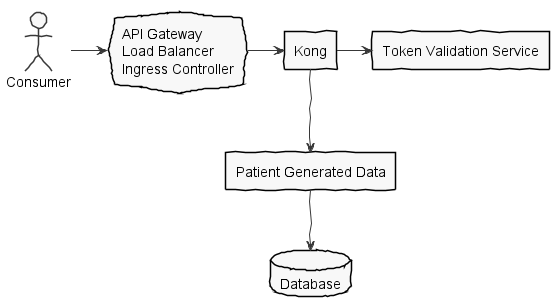 API Gateway
Load Balancer
Ingress Controller
Kong
Token Validation Service
Consumer
Patient Generated Data
Database